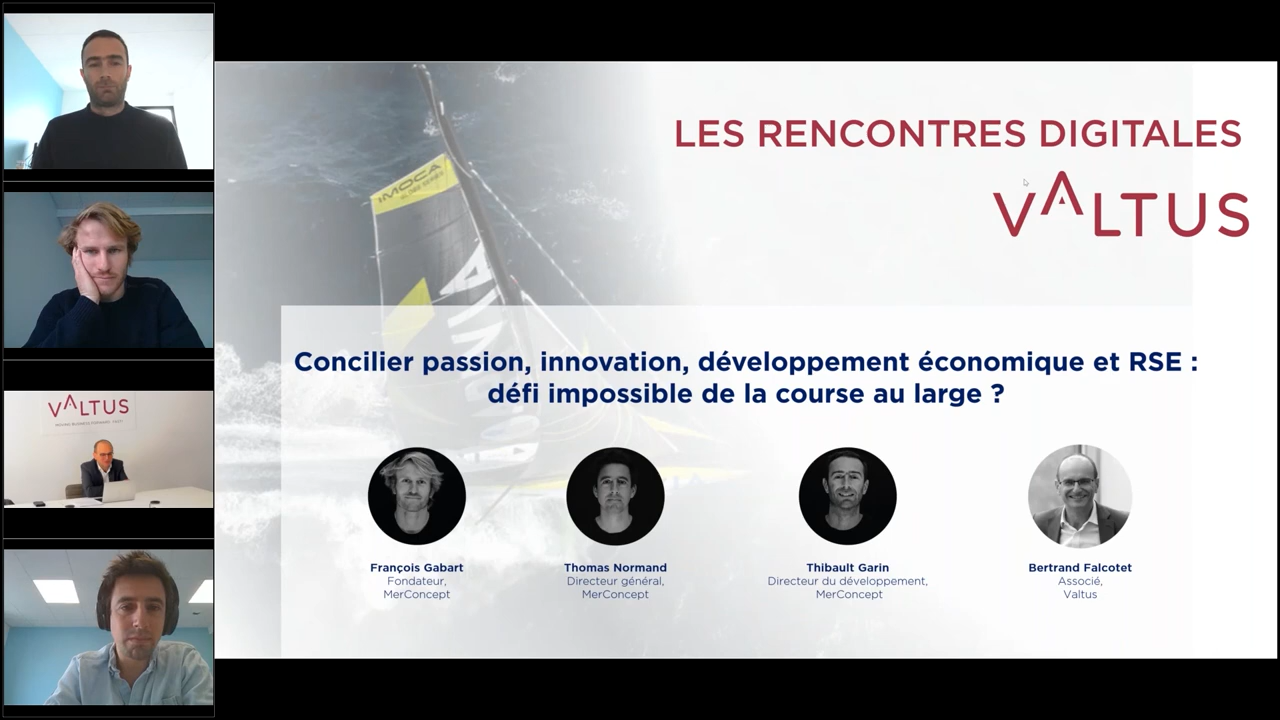 LES RENCONTRES DIGITALES
VALTUS
IMOCA
Concilier passion, innovation, développement économique et RSE :
défi impossible de la course au large ?
François Gabart
Fondateur,
MerConcept
Thomas Normand
Directeur général,
MerConcept
Thibault Garin
Directeur du développement,
MerConcept
Bertrand Falcotet
Associé,
Valtus
VALTUS